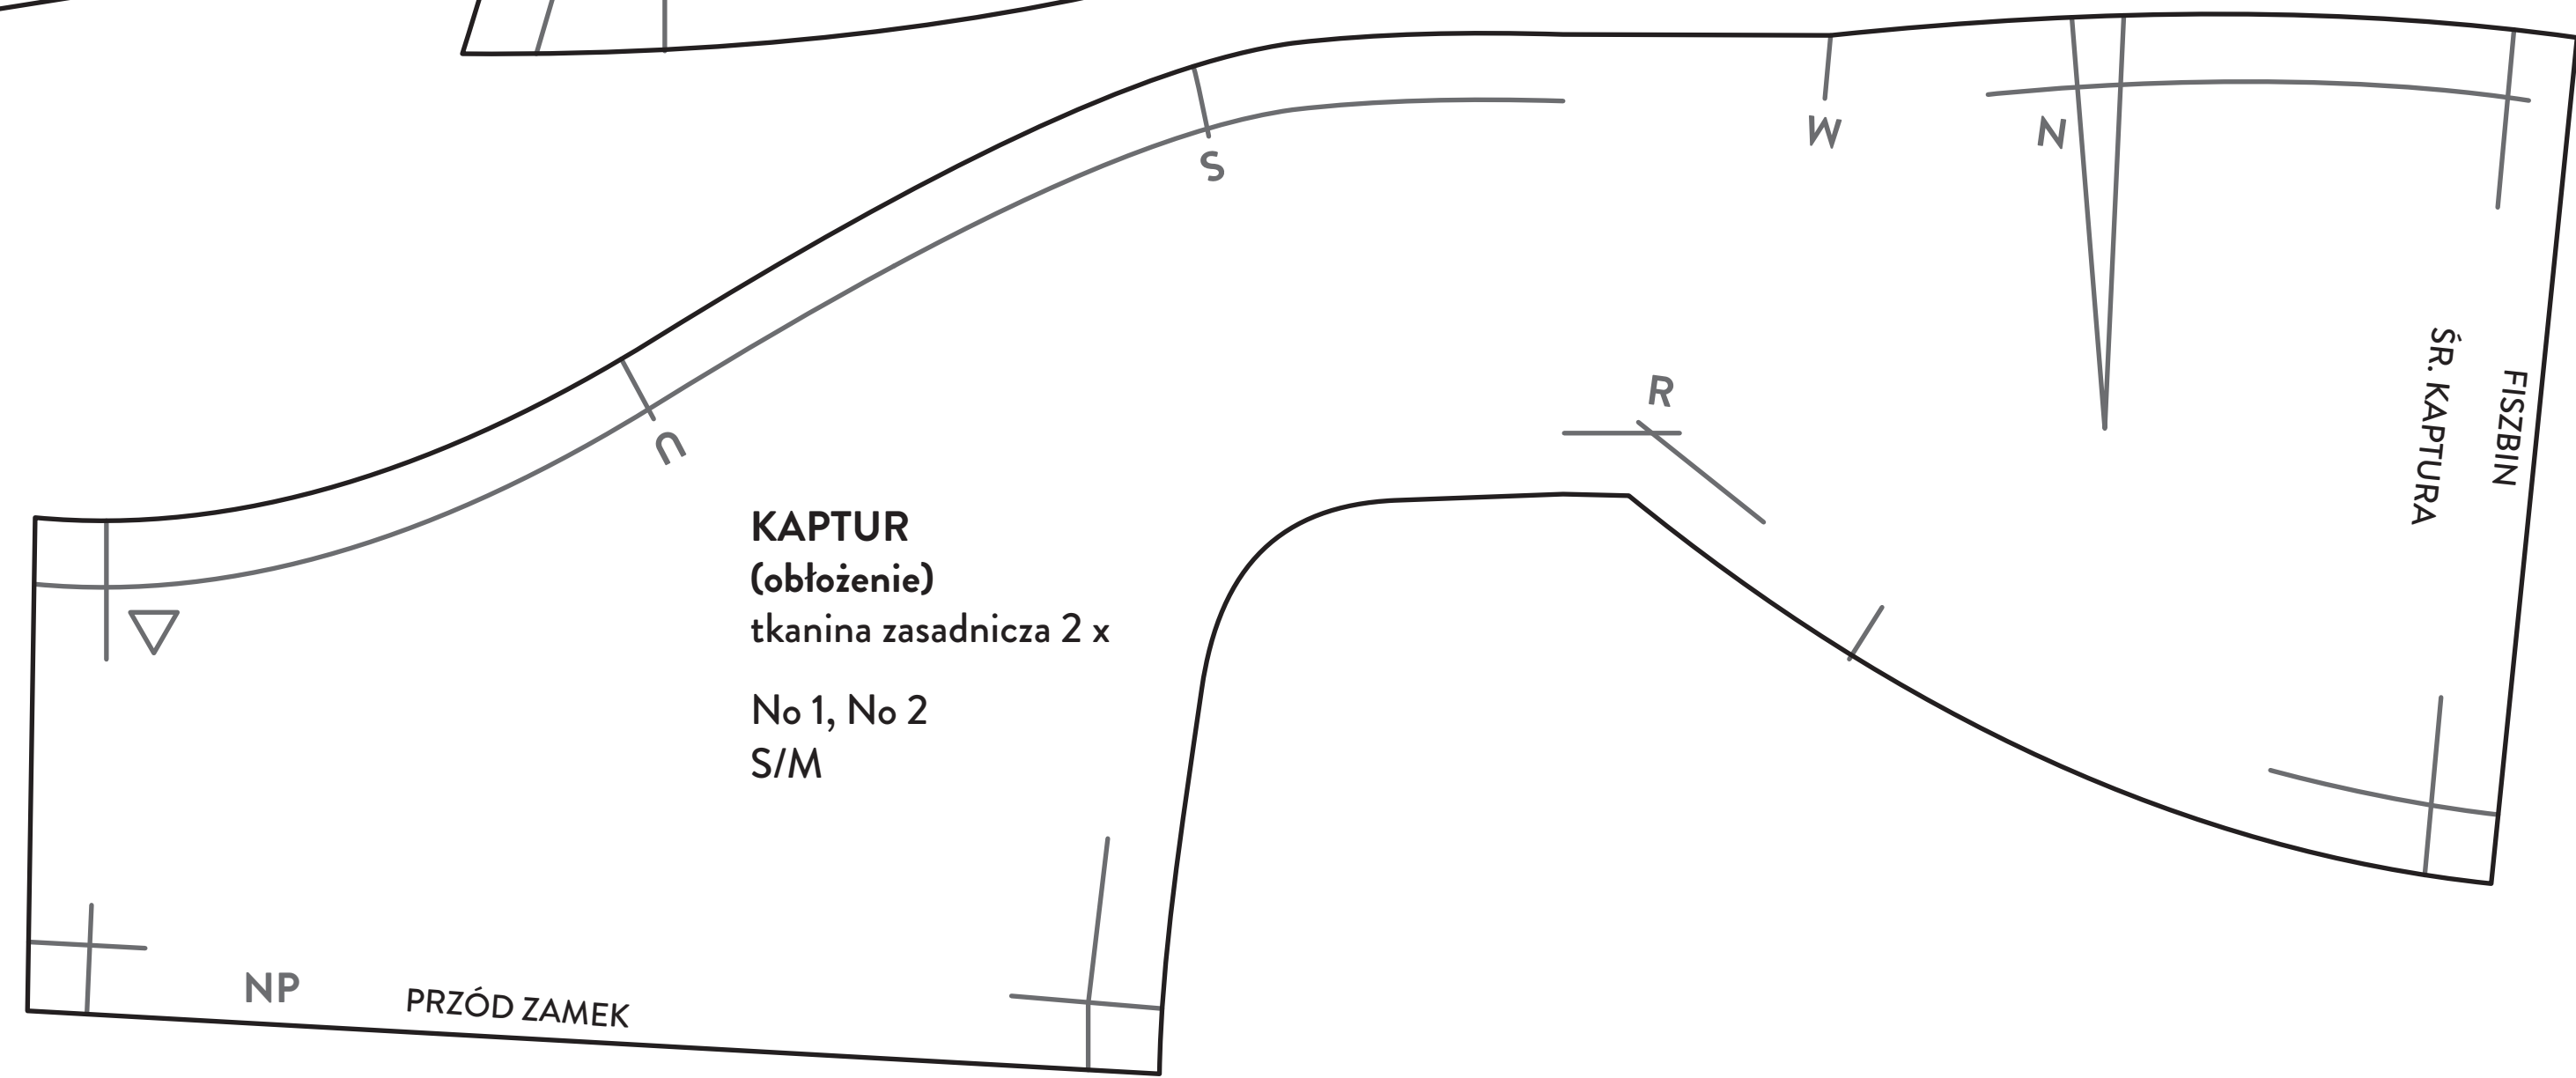 S
W
N
R
U
ŚR. KAPTURA
FISZBIN
KAPTUR
(obłożenie)
tkanina zasadnicza 2 x
No 1, No 2
S/M
NP
PRZÓD ZAMEK